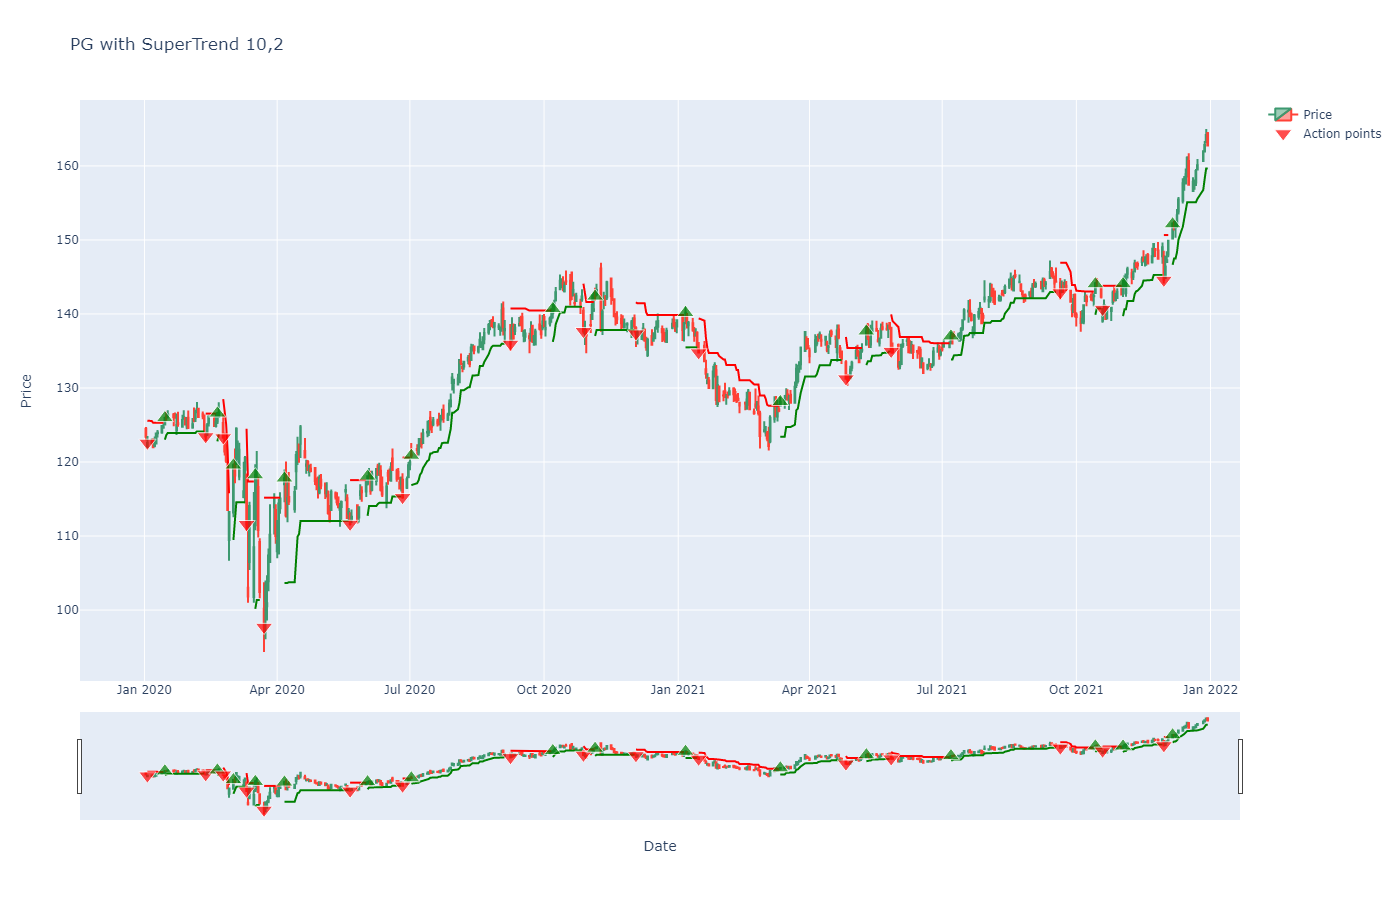 PG with SuperTrend 10,2
Price
Action points
160
150
140
130
120
110
100
Price
Jan 2020
Apr 2020
Jul 2020
Oct 2020
Jan 2021
Apr 2021
Jul 2021
Oct 2021
Jan 2022
Date